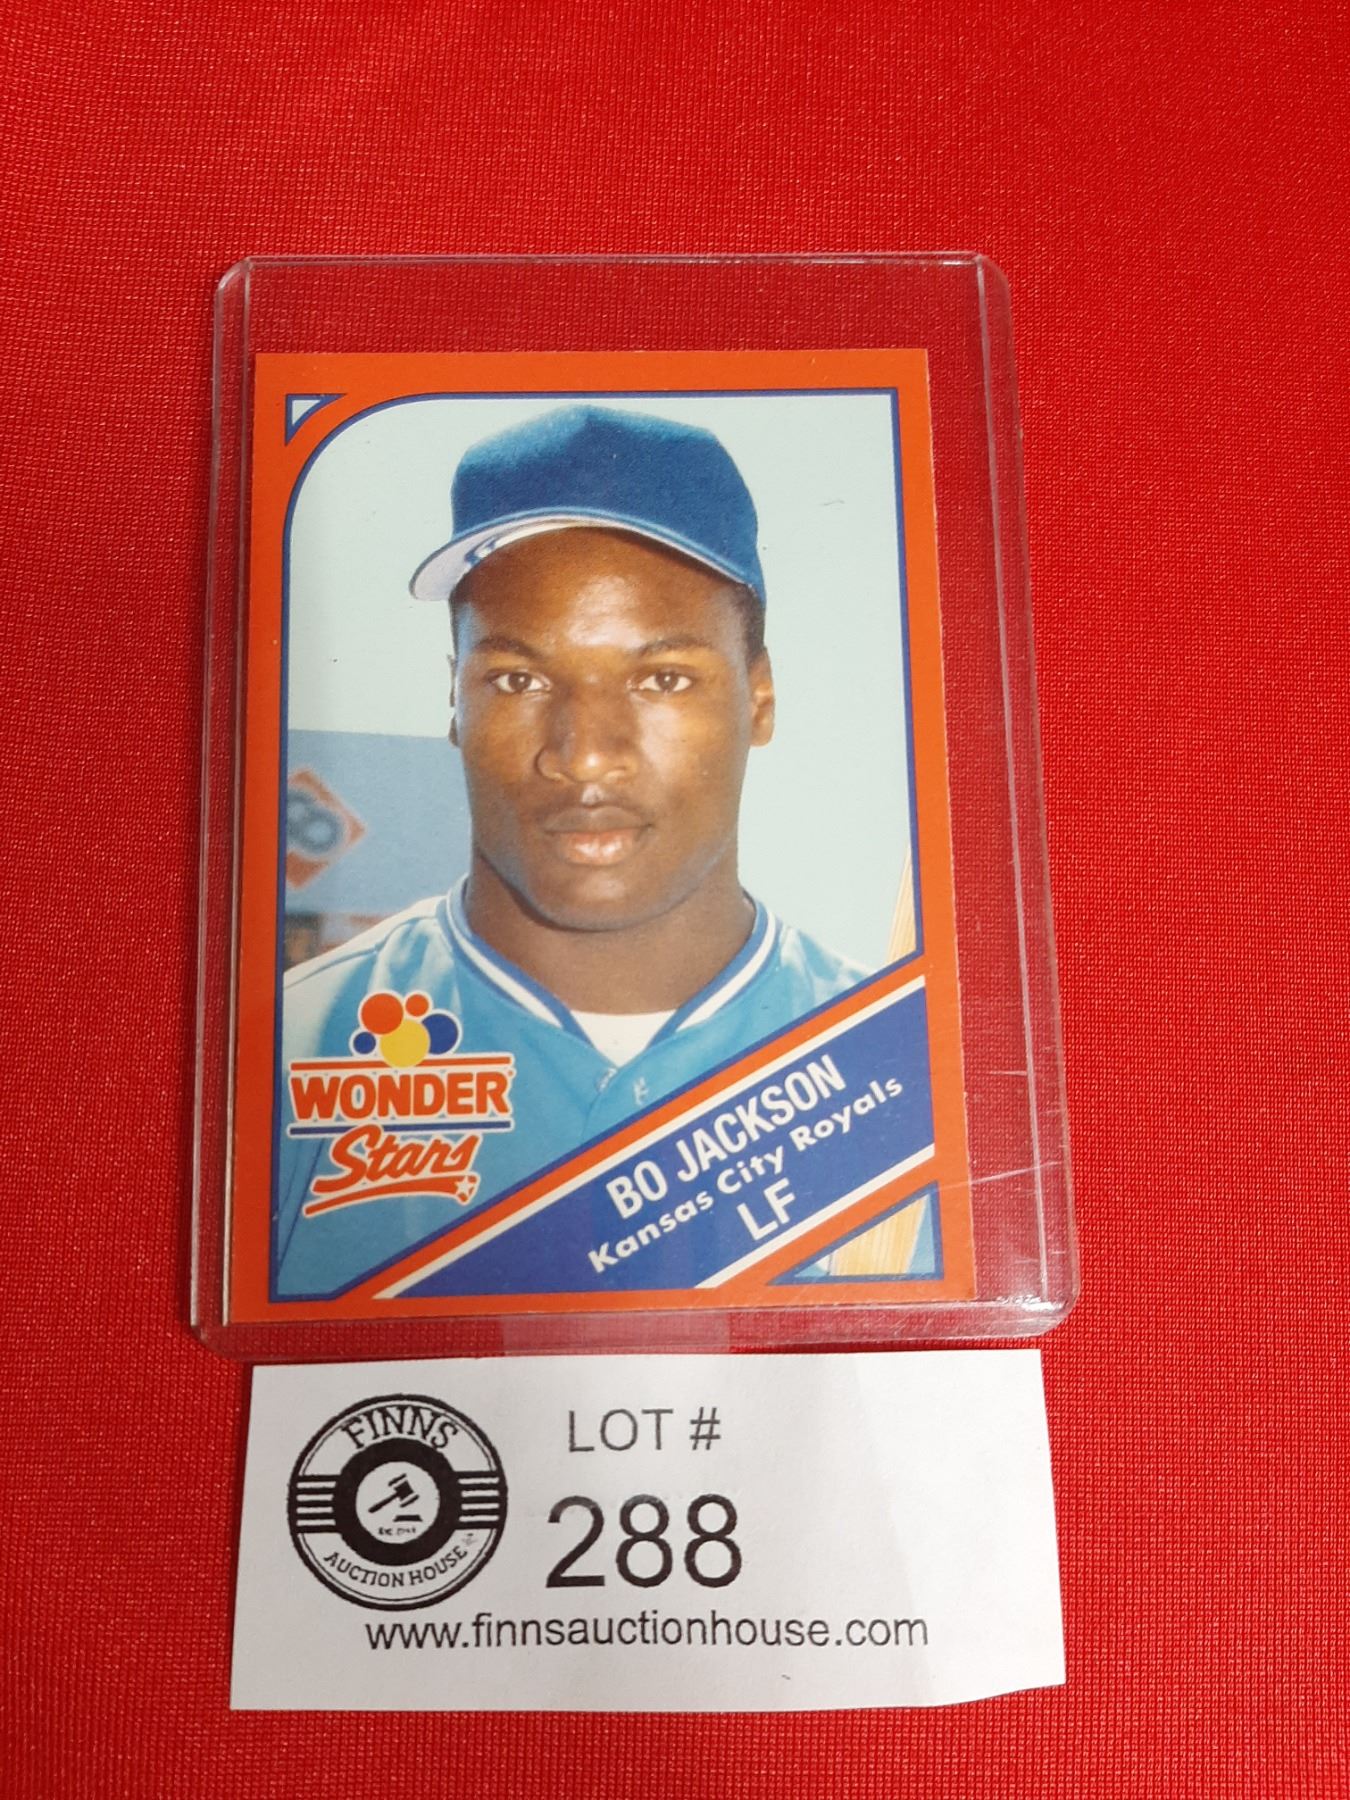 WONDER
Stars
BO JACKSON
Kansas City Royals
LF
FINNS
AUCTION HOUSE
LOT #
288
www.finnsauctionhouse.com